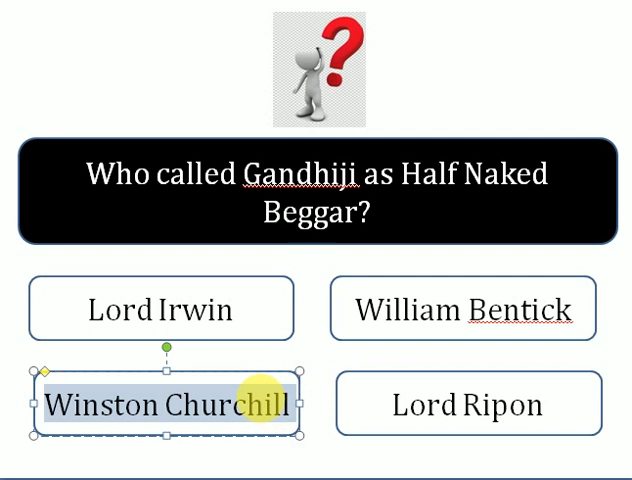 Who called Gandhiji as Half Naked
Beggar?
Lord Irwin
William Bentick
Winston Churchill
Lord Ripon